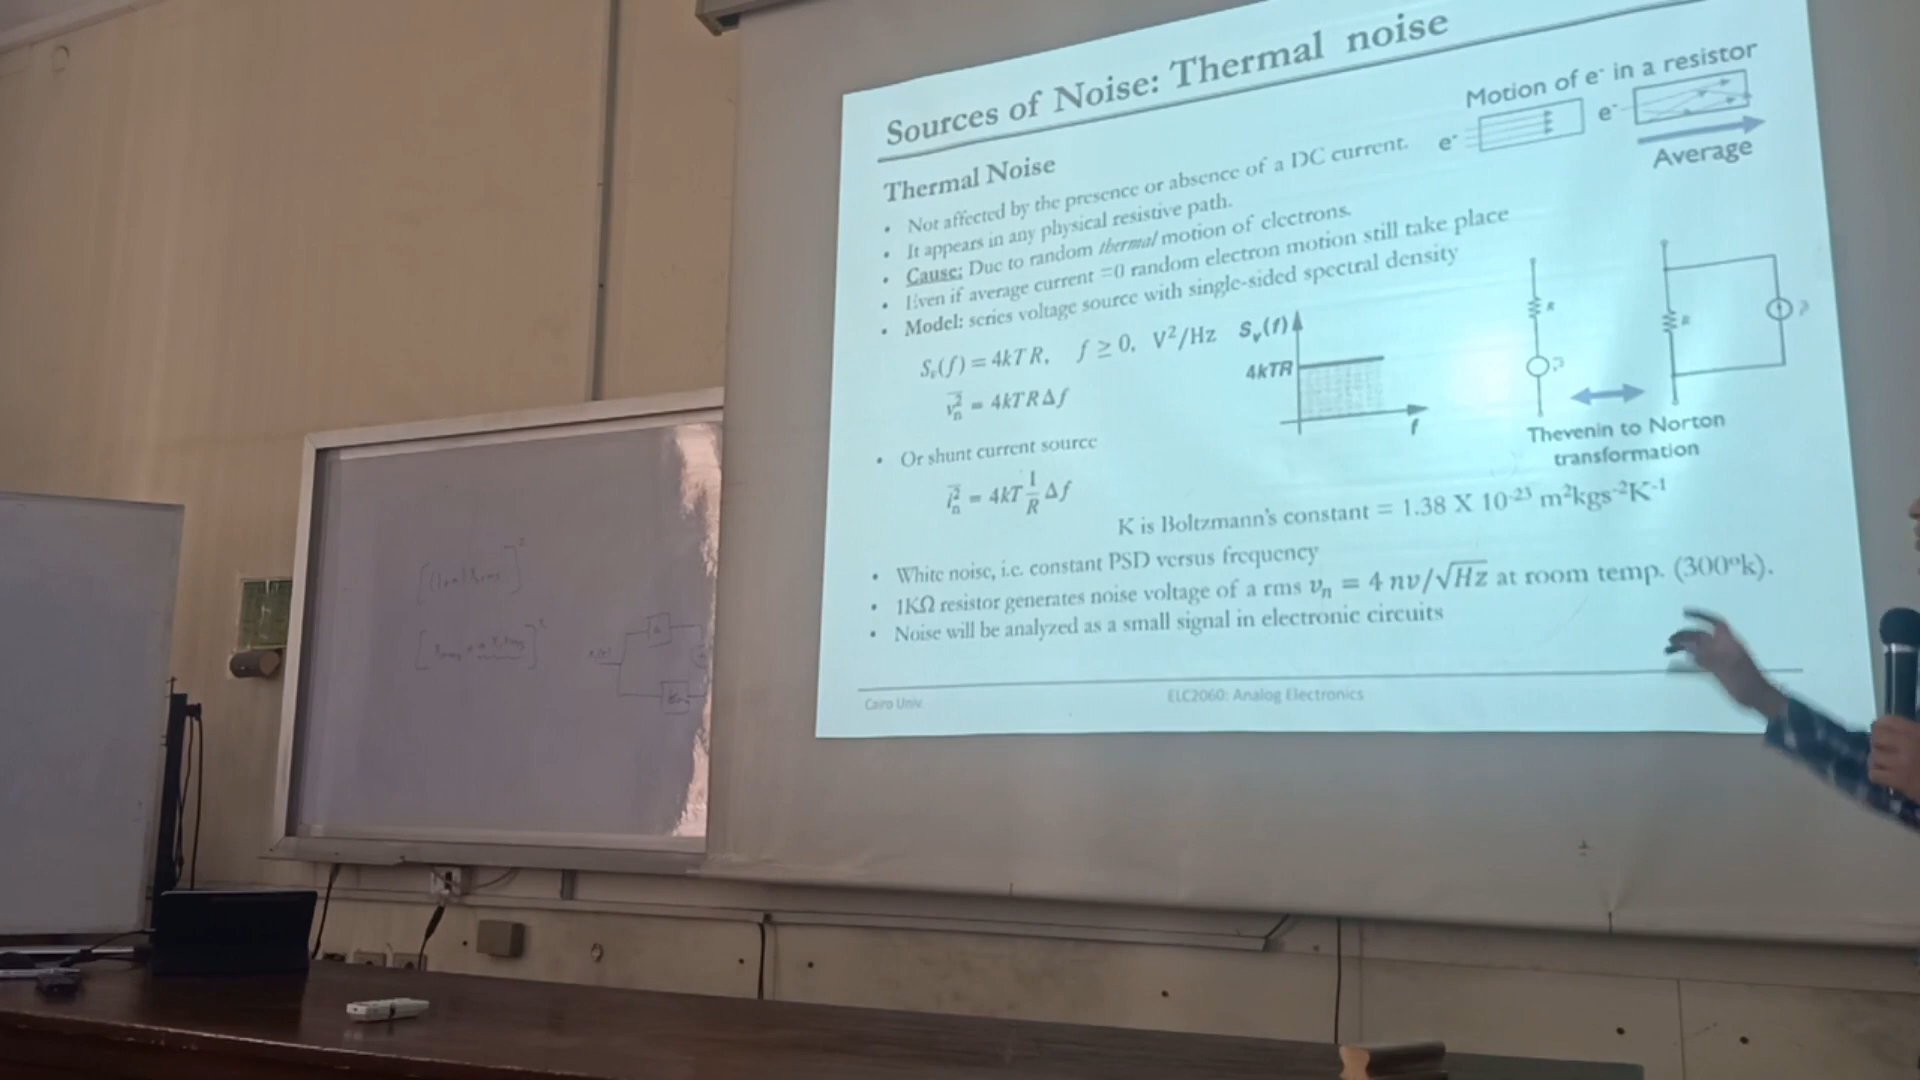 Sources of Noise: Thermal noise
Motion of e⁻ in a resistor
e⁻
e⁻
Average
Thermal Noise
• Not affected by the presence or absence of a DC current.
• It appears in any physical resistive path.
• Cause: Due to random thermal motion of electrons.
• Even if average current =0 random electron motion still take place
• Model: series voltage source with single-sided spectral density
Sᵥ(f) = 4kTR, f ≥ 0, V²/Hz
Sᵥ(f)
4kTR
f
R
R
v̅ₙ² = 4kTRΔf
Thevenin to Norton
transformation
• Or shunt current source
i̅ₙ² = 4kT 1/R Δf
K is Boltzmann's constant = 1.38 X 10⁻²³ m²kgs⁻²K⁻¹
• White noise, i.e. constant PSD versus frequency
• 1KΩ resistor generates noise voltage of a rms vₙ = 4 nv/√Hz at room temp. (300°k).
• Noise will be analyzed as a small signal in electronic circuits
Cairo Univ.
ELC2060: Analog Electronics